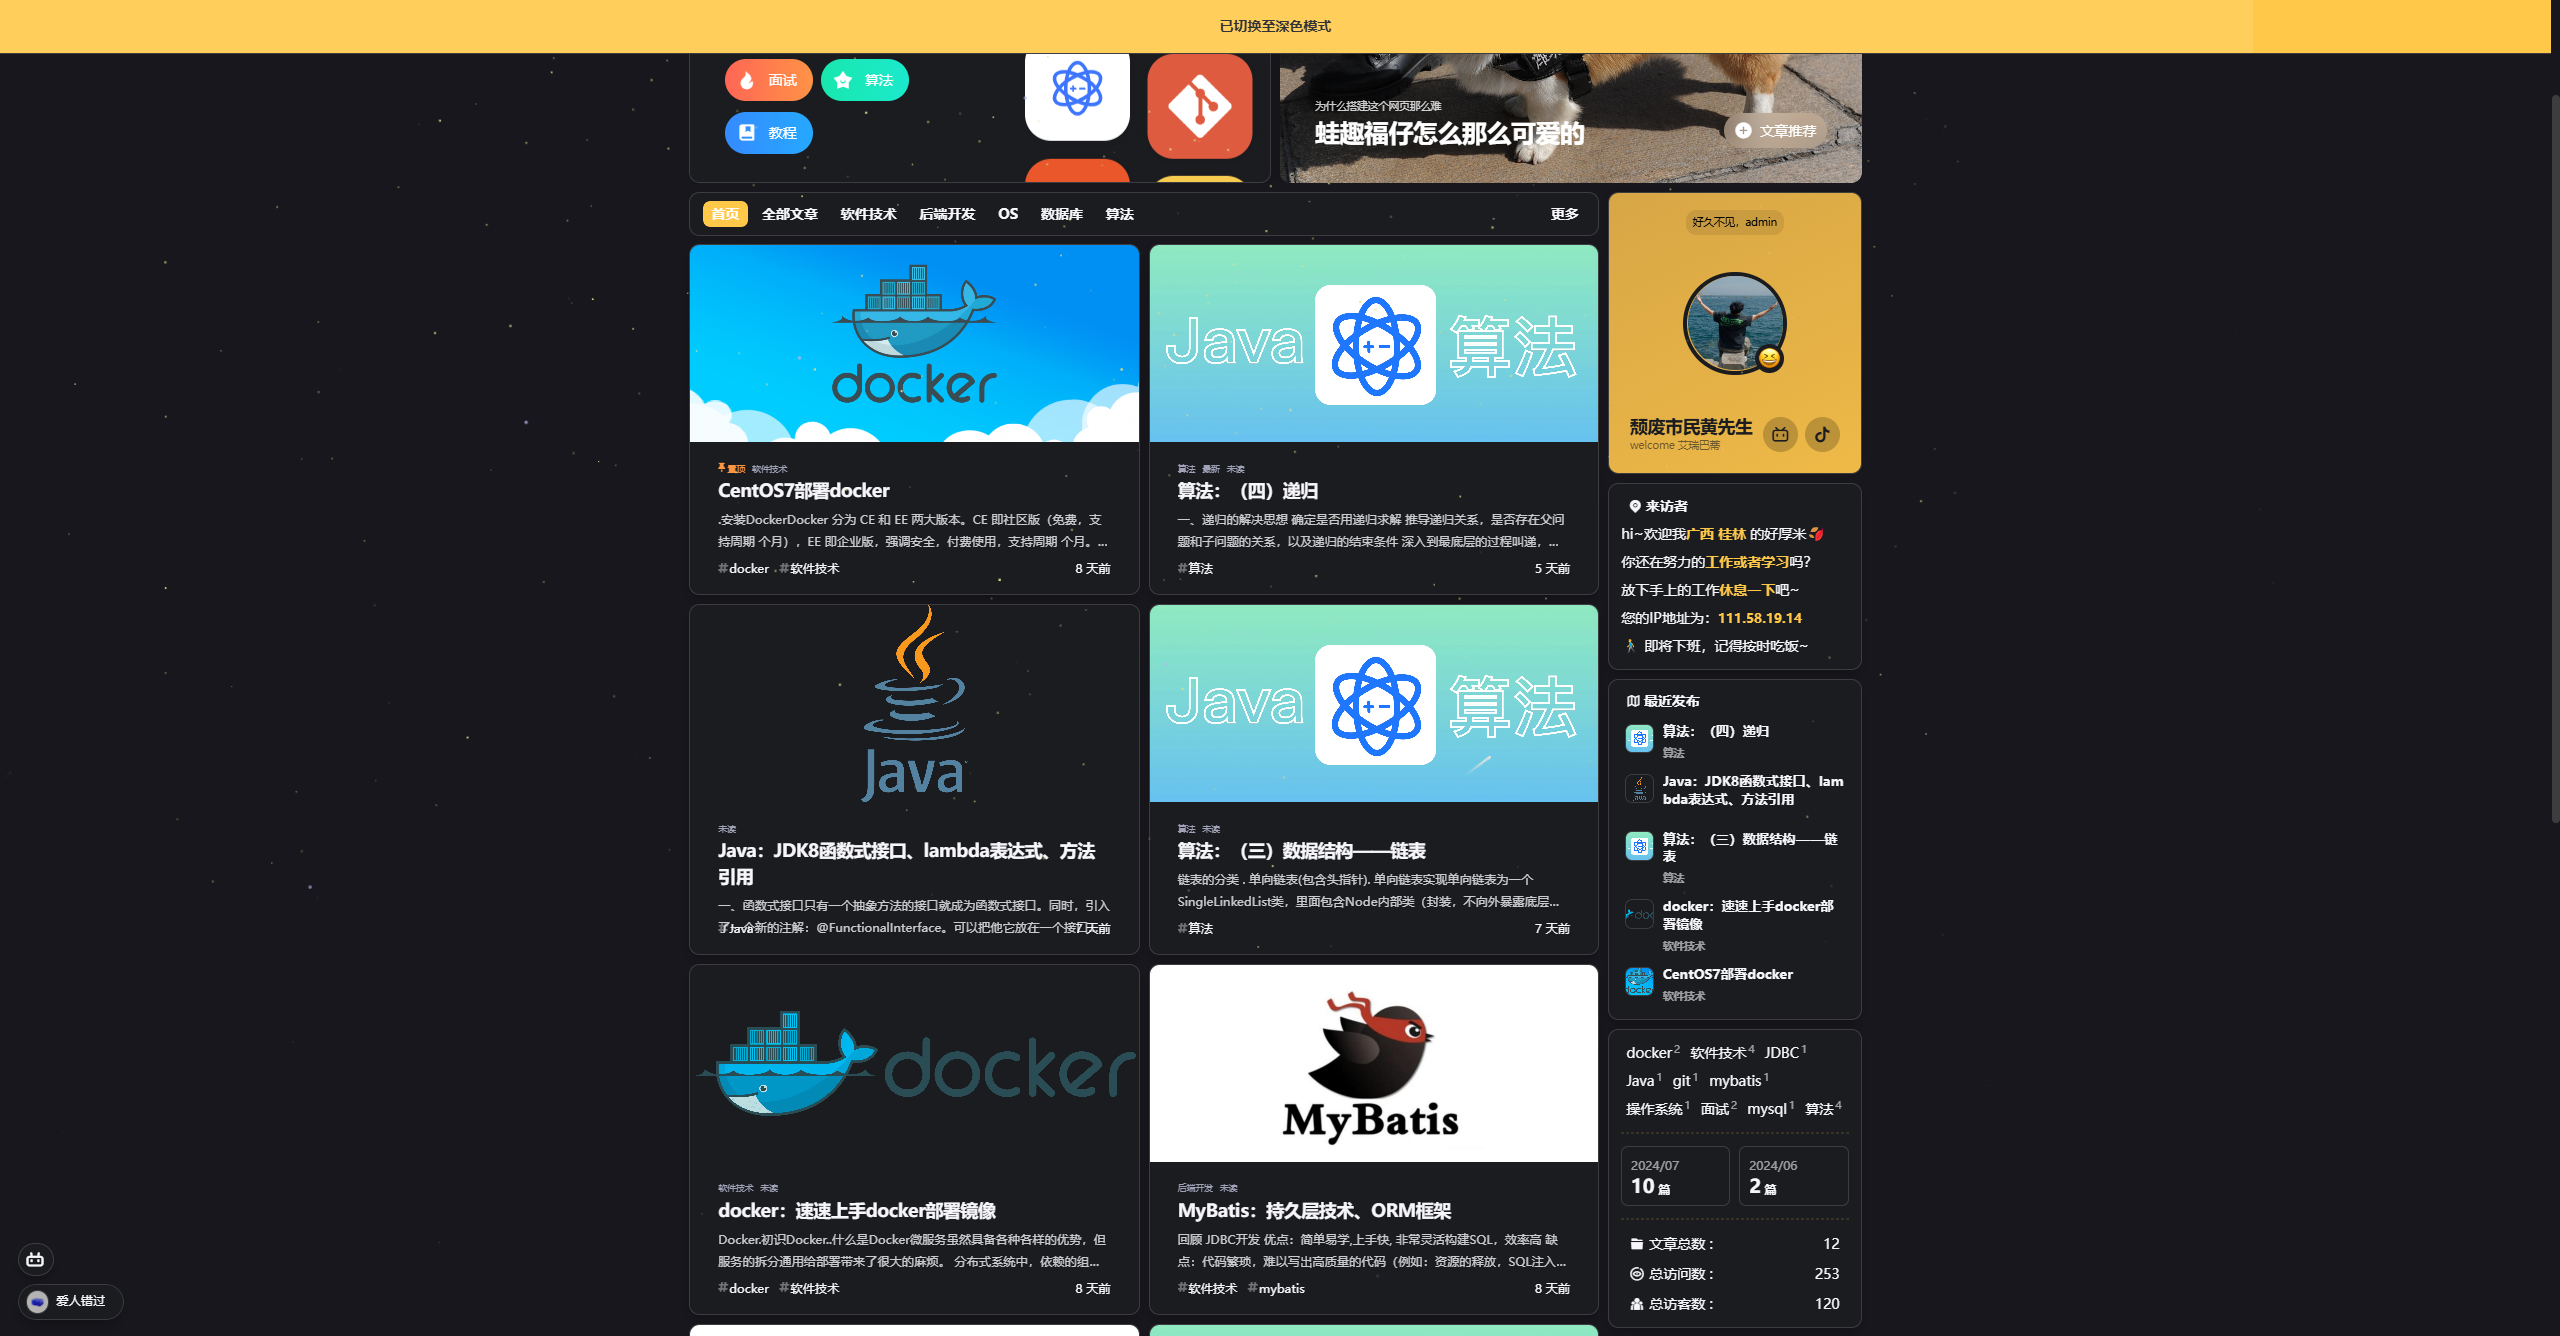 已切换至深色模式
面试
算法
教程
为什么搭建这个网页那么难
蛙趣福仔怎么那么可爱的
文章推荐
首页 全部文章 软件技术 后端开发 OS 数据库 算法 更多
docker
置顶 软件技术
CentOS7部署docker
.安装DockerDocker 分为 CE 和 EE 两大版本。CE 即社区版（免费，支
持周期 个月），EE 即企业版，强调安全，付费使用，支持周期 个月。...
#docker #软件技术 8 天前
Java 算法
算法 最新 未读
算法：（四）递归
一、递归的解决思想 确定是否用递归求解 推导递归关系，是否存在父问
题和子问题的关系，以及递归的结束条件 深入到最底层的过程叫递，...
#算法 5 天前
Java
未读
Java：JDK8函数式接口、lambda表达式、方法
引用
一、函数式接口只有一个抽象方法的接口就成为函数式接口。同时，引入
了一个新的注解：@FunctionalInterface。可以把他它放在一个接口
#Java 7 天前
Java 算法
算法 未读
算法：（三）数据结构——链表
链表的分类 . 单向链表(包含头指针). 单向链表实现单向链表为一个
SingleLinkedList类，里面包含Node内部类（封装，不向外暴露底层...
#算法 7 天前
docker
软件技术 未读
docker：速速上手docker部署镜像
Docker.初识Docker..什么是Docker微服务虽然具备各种各样的优势，但
服务的拆分通用给部署带来了很大的麻烦。 分布式系统中，依赖的组...
#docker #软件技术 8 天前
MyBatis
后端开发 未读
MyBatis：持久层技术、ORM框架
回顾 JDBC开发 优点：简单易学,上手快, 非常灵活构建SQL，效率高 缺
点：代码繁琐，难以写出高质量的代码（例如：资源的释放，SQL注入...
#软件技术 #mybatis 8 天前
好久不见，admin
颓废市民黄先生
welcome 艾瑞巴蒂
来访者
hi~欢迎我广西 桂林 的好厚米
你还在努力的工作或者学习吗？
放下手上的工作休息一下吧~
您的IP地址为：111.58.19.14
即将下班，记得按时吃饭~
最近发布
算法：（四）递归
算法
Java：JDK8函数式接口、lam
bda表达式、方法引用
算法：（三）数据结构——链
表
算法
docker：速速上手docker部
署镜像
软件技术
CentOS7部署docker
软件技术
docker2 软件技术4 JDBC1
Java1 git1 mybatis1
操作系统1 面试2 mysql1 算法4
2024/07
10 篇
2024/06
2 篇
文章总数： 12
总访问数： 253
总访客数： 120
爱人错过